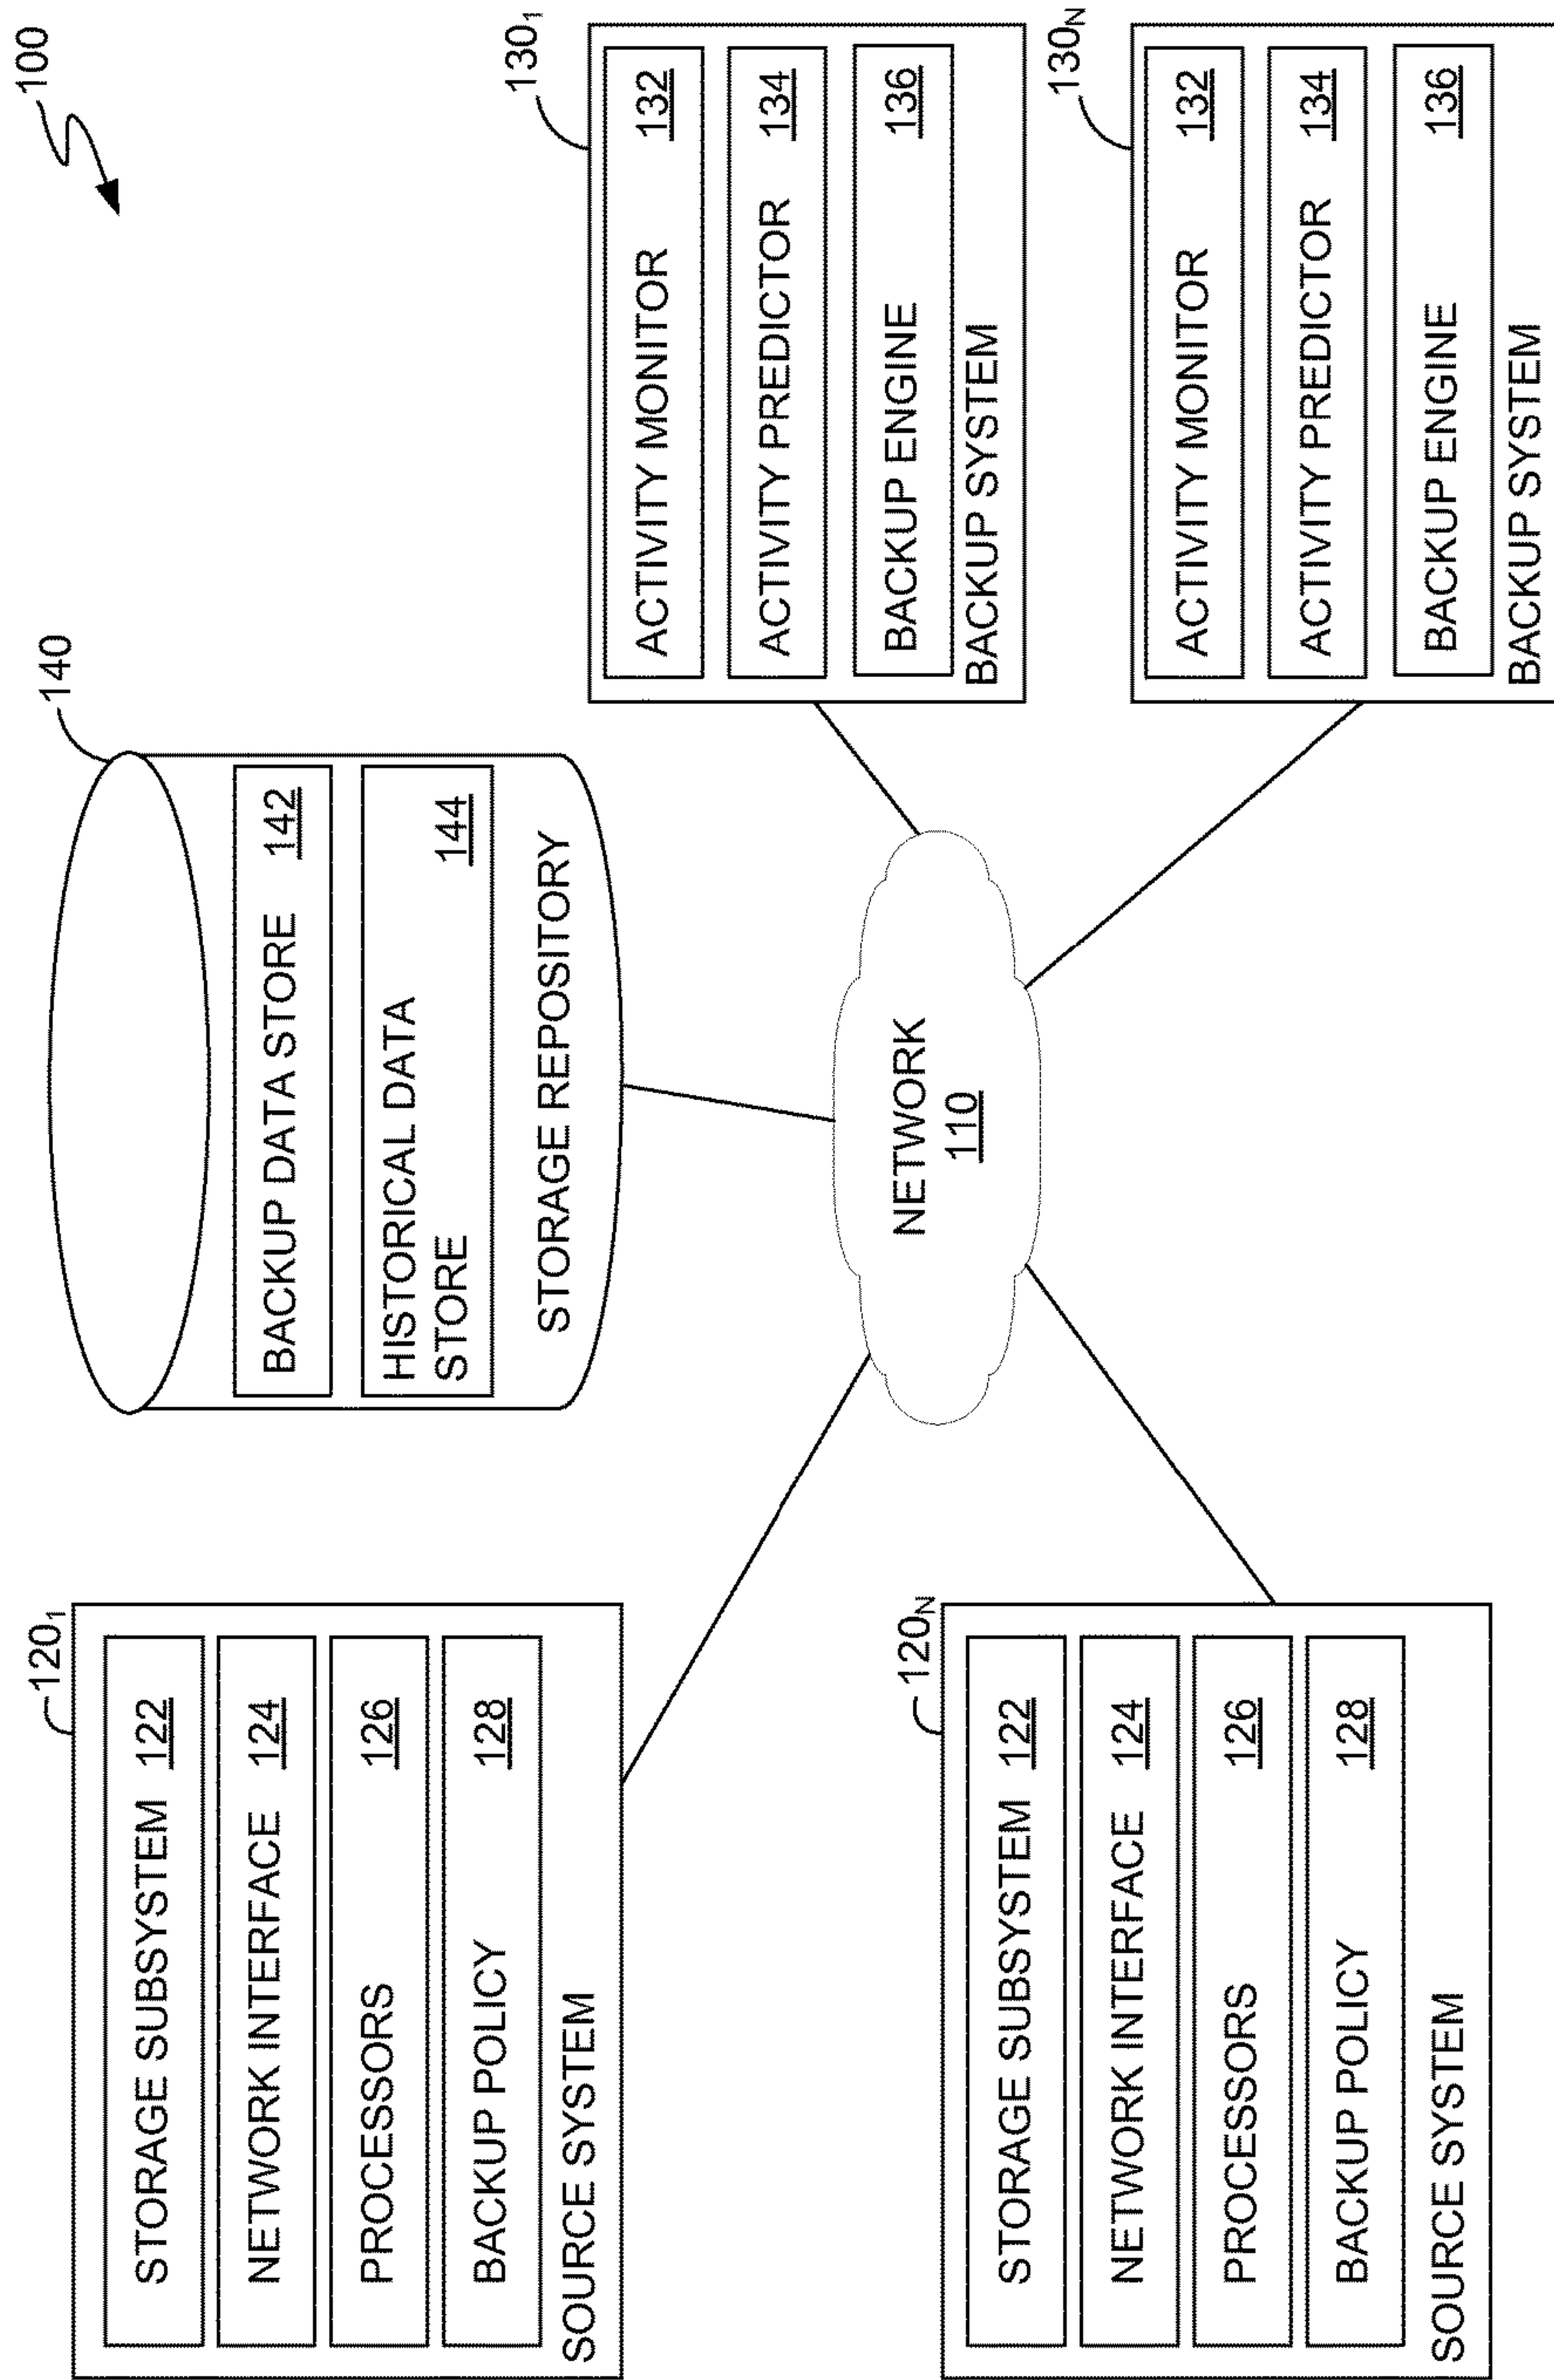 100
120₁
STORAGE SUBSYSTEM 122
NETWORK INTERFACE 124
PROCESSORS 126
BACKUP POLICY 128
SOURCE SYSTEM
140
BACKUP DATA STORE 142
HISTORICAL DATA
STORE 144
STORAGE REPOSITORY
130₁
ACTIVITY MONITOR 132
ACTIVITY PREDICTOR 134
BACKUP ENGINE 136
BACKUP SYSTEM
NETWORK
110
120N
STORAGE SUBSYSTEM 122
NETWORK INTERFACE 124
PROCESSORS 126
BACKUP POLICY 128
SOURCE SYSTEM
130N
ACTIVITY MONITOR 132
ACTIVITY PREDICTOR 134
BACKUP ENGINE 136
BACKUP SYSTEM